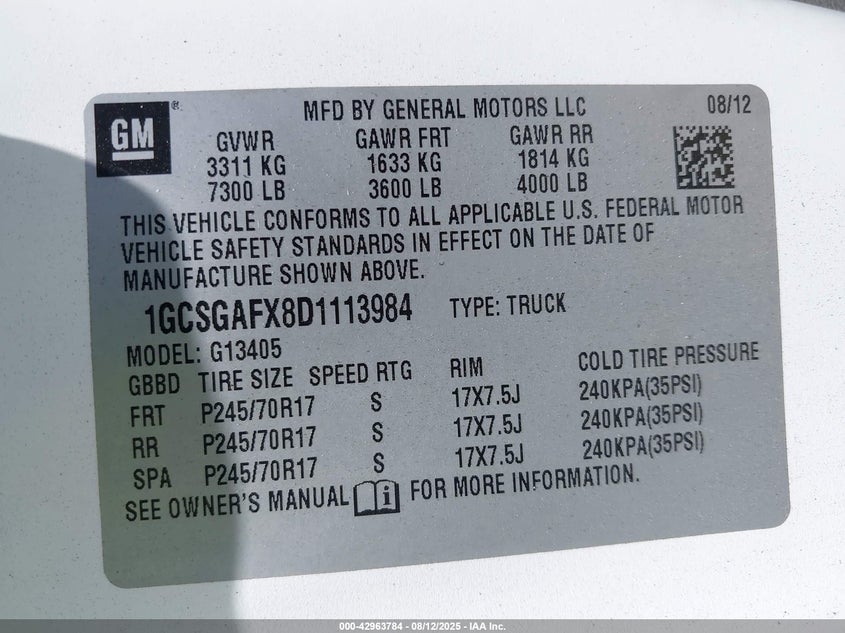 GM ® MFD BY GENERAL MOTORS LLC 08/12
GVWR GAWR FRT GAWR RR
3311 KG 1633 KG 1814 KG
7300 LB 3600 LB 4000 LB
THIS VEHICLE CONFORMS TO ALL APPLICABLE U.S. FEDERAL MOTOR
VEHICLE SAFETY STANDARDS IN EFFECT ON THE DATE OF
MANUFACTURE SHOWN ABOVE.
1GCSGAFX8D1113984 TYPE: TRUCK
MODEL: G13405
GBBD TIRE SIZE SPEED RTG RIM COLD TIRE PRESSURE
FRT P245/70R17 S 17X7.5J 240KPA(35PSI)
RR P245/70R17 S 17X7.5J 240KPA(35PSI)
SPA P245/70R17 S 17X7.5J 240KPA(35PSI)
SEE OWNER'S MANUAL i FOR MORE INFORMATION.
000-42963784 - 08/12/2025 - IAA Inc.